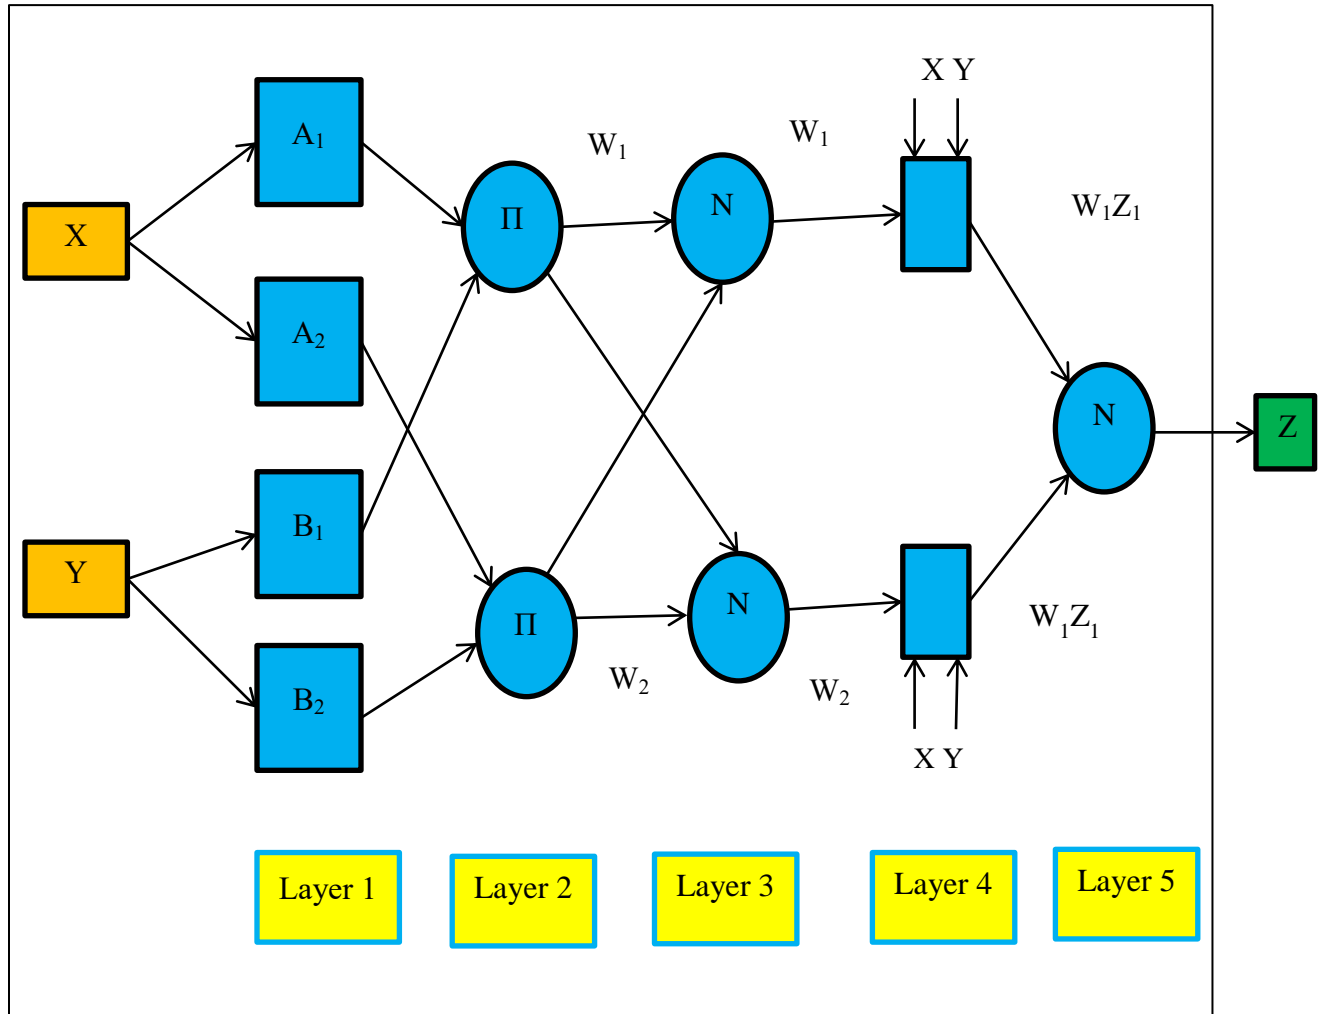 X Y
A₁
W₁
W₁
Π
N
W₁Z₁
X
A₂
N
Z
B₁
Y
Π
N
W₁Z₁
B₂
W₂
W₂
X Y
Layer 1
Layer 2
Layer 3
Layer 4
Layer 5